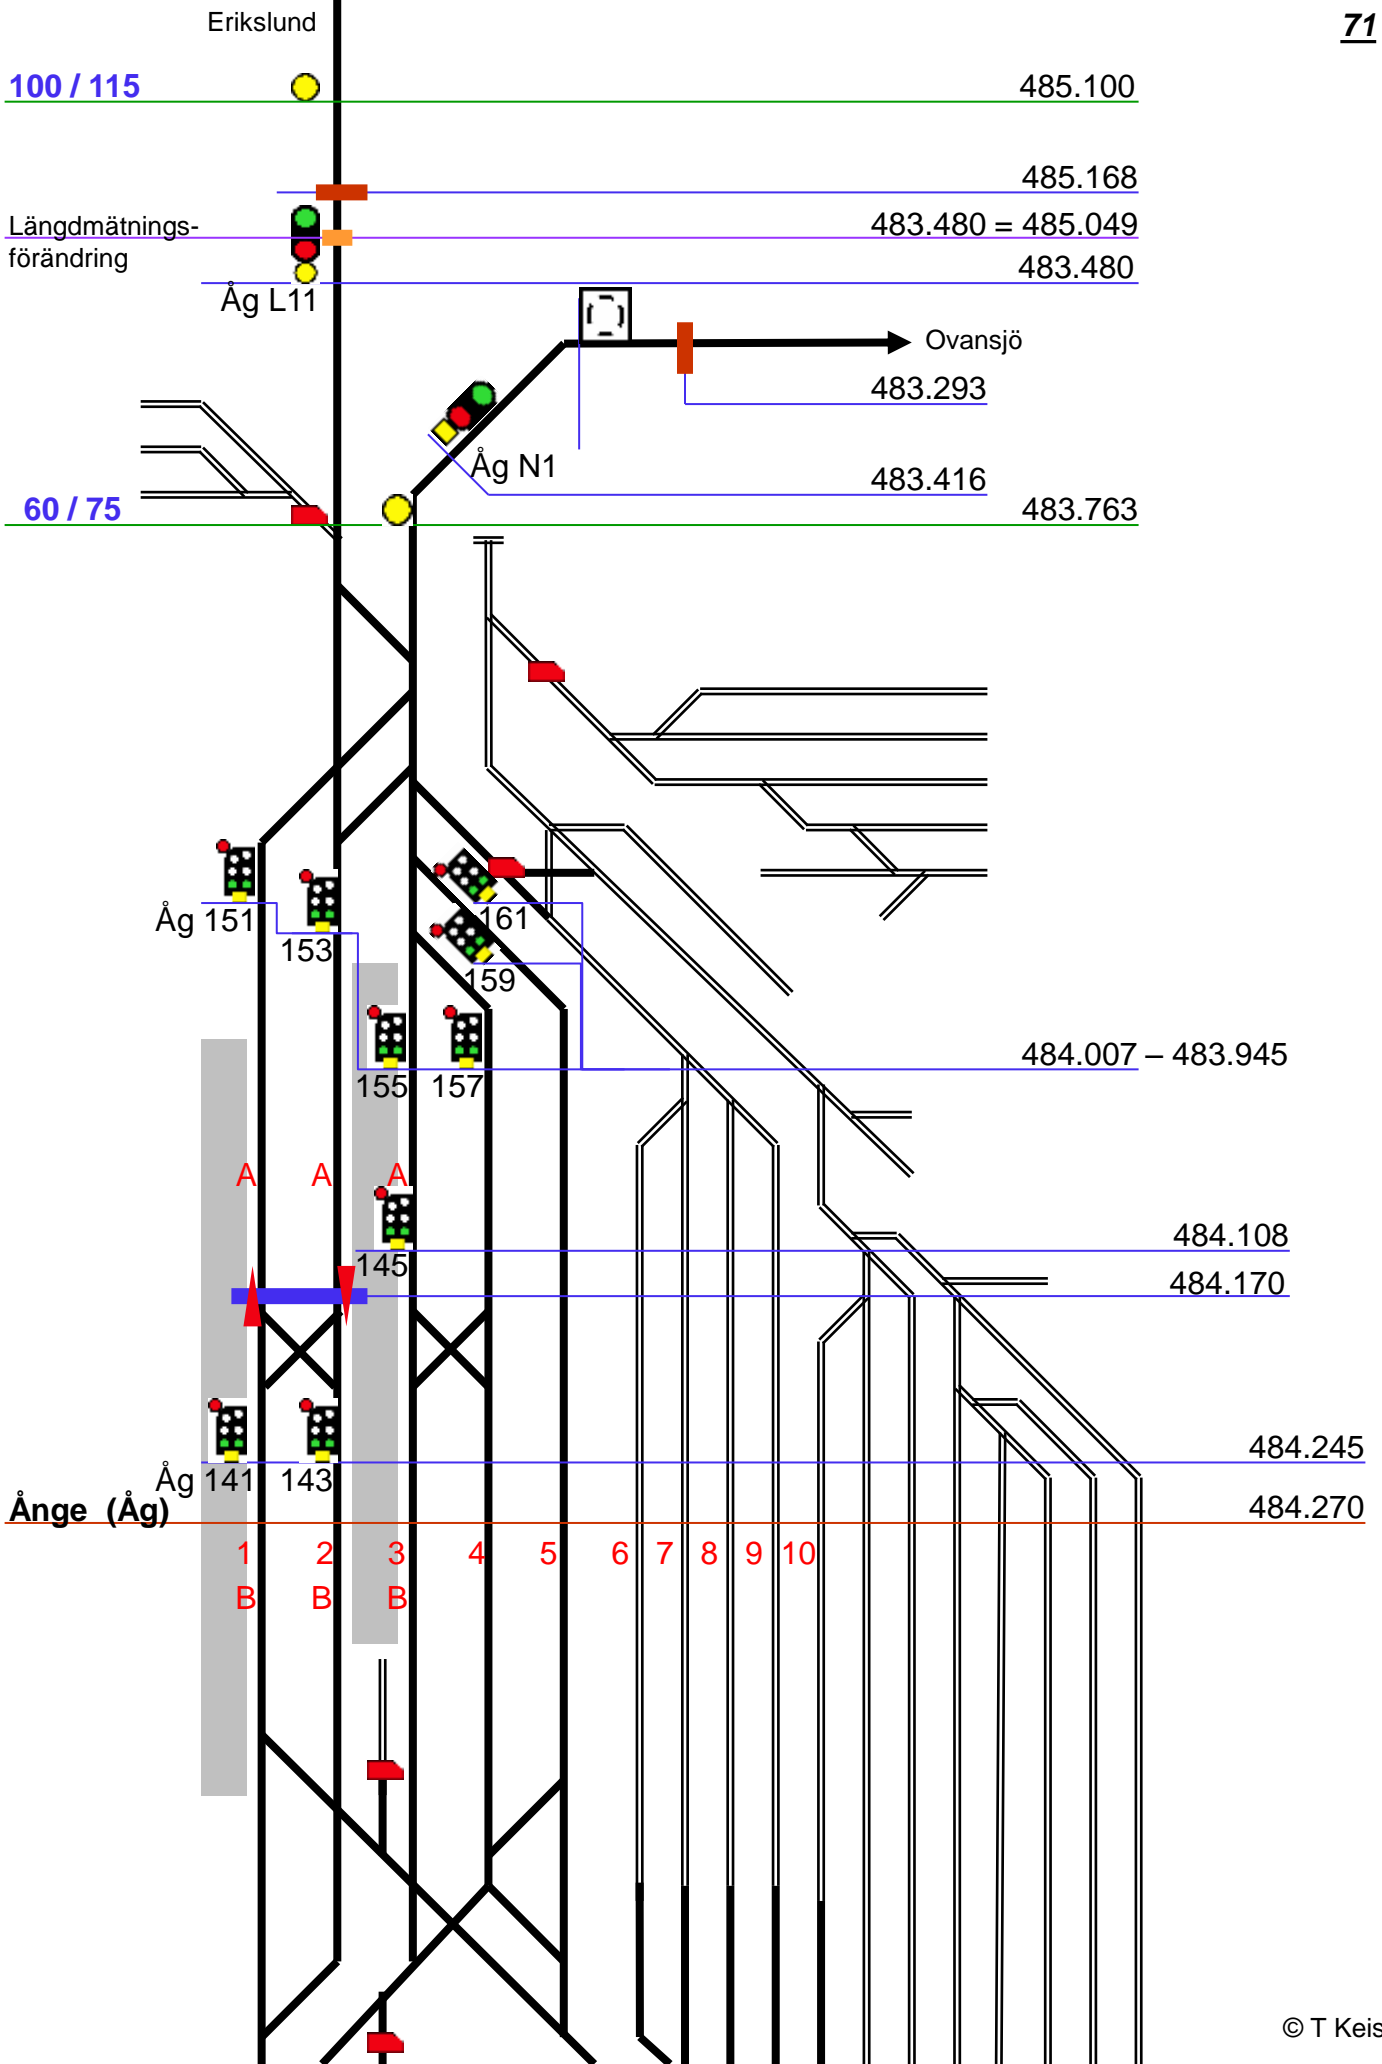 Erikslund
71
100 / 115
485.100
485.168
Längdmätnings-
förändring
483.480 = 485.049
483.480
Åg L11
Ovansjö
483.293
Åg N1
483.416
60 / 75
483.763
Åg 151
161
153
159
484.007 – 483.945
155
157
A
A
A
484.108
145
484.170
484.245
Åg 141
143
Ånge (Åg)
484.270
1
2
3
4
5
6
7
8
9
10
B
B
B
© T Keis